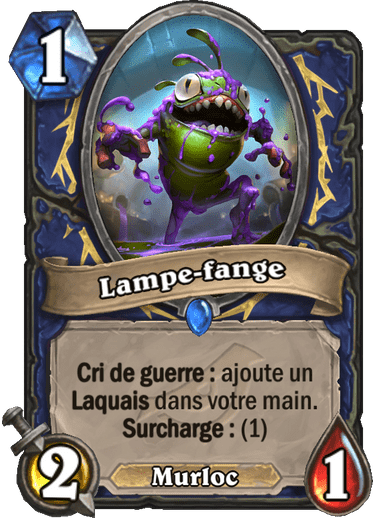 1
Lampe-fange
Cri de guerre : ajoute un
Laquais dans votre main.
Surcharge : (1)
2
Murloc
1